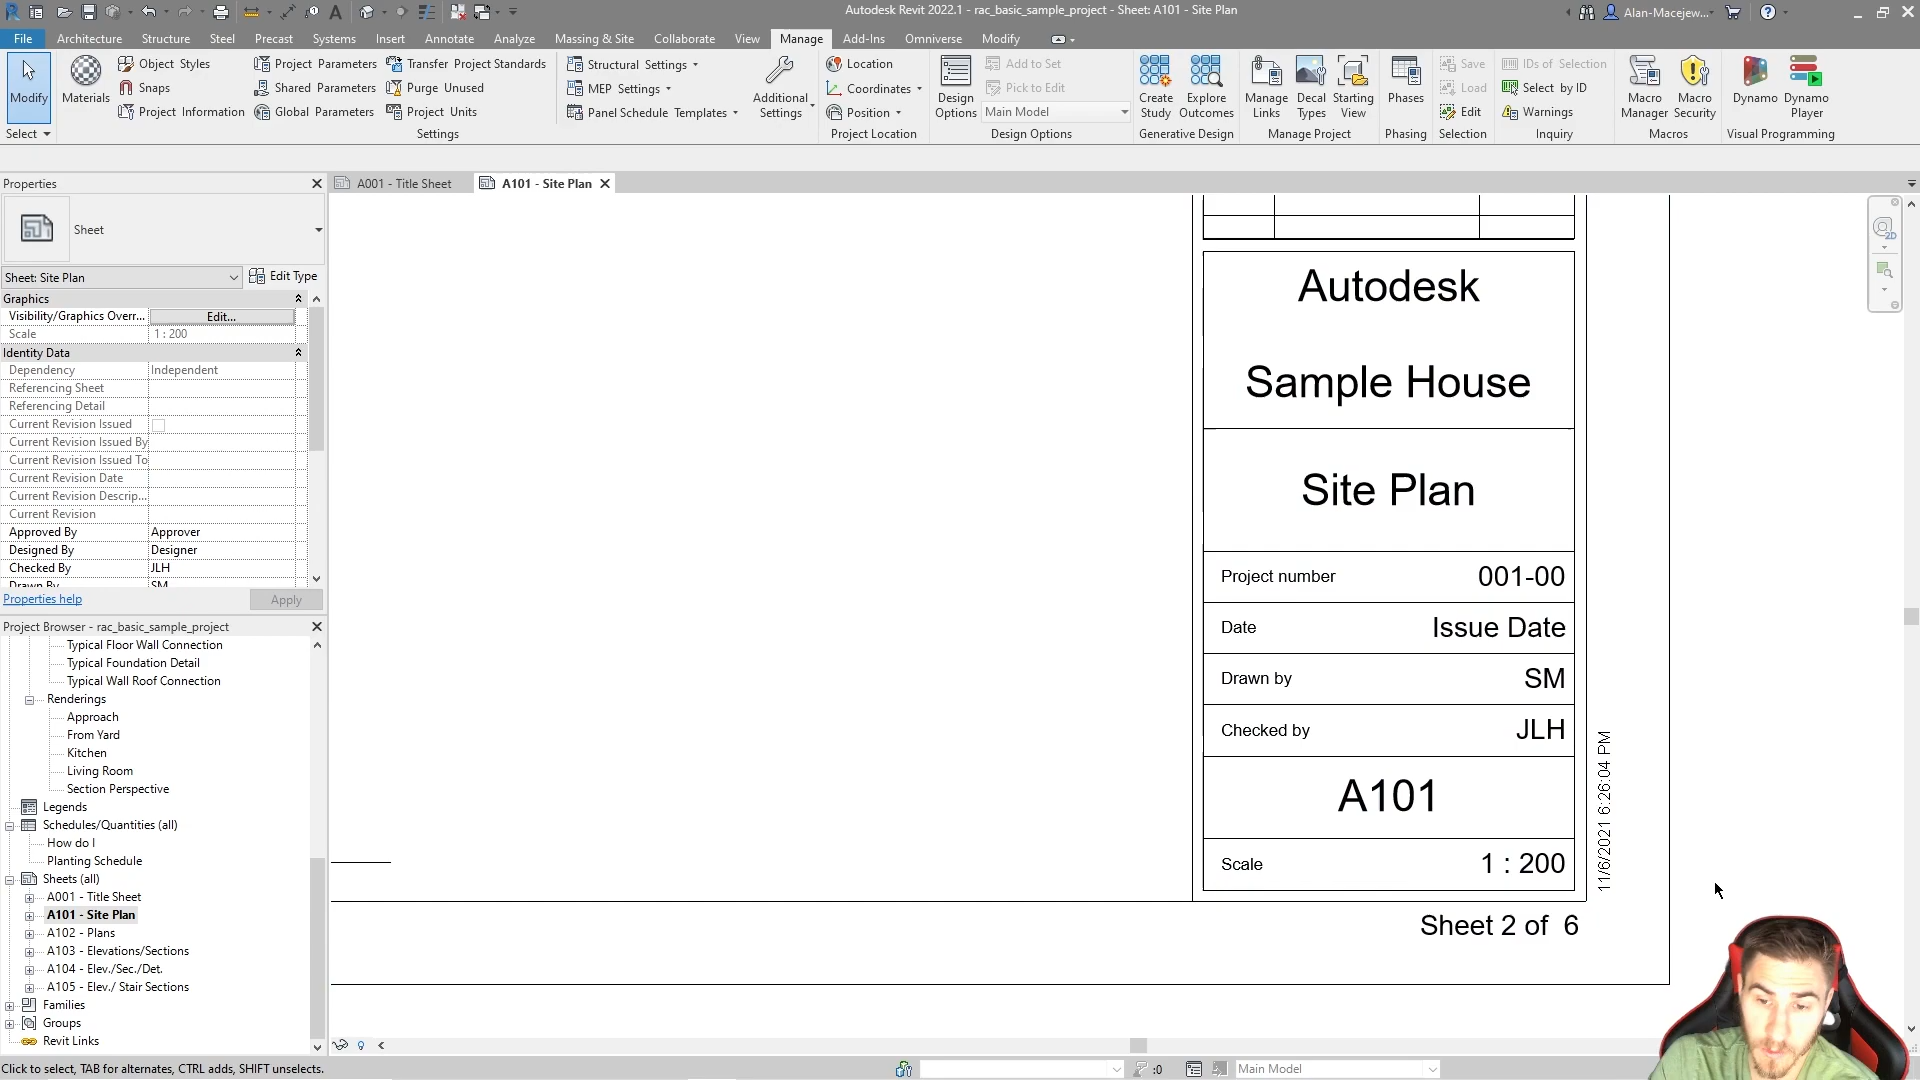 Autodesk Revit 2022.1 - rac_basic_sample_project - Sheet: A101 - Site Plan
Alan-Macejew...
File Architecture Structure Steel Precast Systems Insert Annotate Analyze Massing & Site Collaborate View Manage Add-Ins Omniverse Modify
Modify
Select
Materials
Object Styles
Snaps
Project Information
Project Parameters
Shared Parameters
Global Parameters
Transfer Project Standards
Purge Unused
Project Units
Settings
Structural Settings
MEP Settings
Panel Schedule Templates
Additional
Settings
Location
Coordinates
Position
Project Location
Design
Options
Add to Set
Pick to Edit
Main Model
Design Options
Create
Study
Explore
Outcomes
Generative Design
Manage
Links
Decal
Types
Starting
View
Manage Project
Phases
Phasing
Save
Load
Edit
Selection
IDs of Selection
Select by ID
Warnings
Inquiry
Macro
Manager
Macro
Security
Macros
Dynamo
Dynamo
Player
Visual Programming
Properties
Sheet
Sheet: Site Plan
Edit Type
Graphics
Visibility/Graphics Overr... Edit...
Scale 1 : 200
Identity Data
Dependency Independent
Referencing Sheet
Referencing Detail
Current Revision Issued
Current Revision Issued By
Current Revision Issued To
Current Revision Date
Current Revision Descrip...
Current Revision
Approved By Approver
Designed By Designer
Checked By JLH
Drawn By SM
Properties help
Apply
Project Browser - rac_basic_sample_project
Typical Floor Wall Connection
Typical Foundation Detail
Typical Wall Roof Connection
Renderings
Approach
From Yard
Kitchen
Living Room
Section Perspective
Legends
Schedules/Quantities (all)
How do I
Planting Schedule
Sheets (all)
A001 - Title Sheet
A101 - Site Plan
A102 - Plans
A103 - Elevations/Sections
A104 - Elev./Sec./Det.
A105 - Elev./ Stair Sections
Families
Groups
Revit Links
A001 - Title Sheet
A101 - Site Plan
Autodesk
Sample House
Site Plan
Project number 001-00
Date Issue Date
Drawn by SM
Checked by JLH
A101
Scale 1 : 200
11/6/2021 6:26:04 PM
Sheet 2 of 6
2D
Click to select, TAB for alternates, CTRL adds, SHIFT unselects.
:0
Main Model